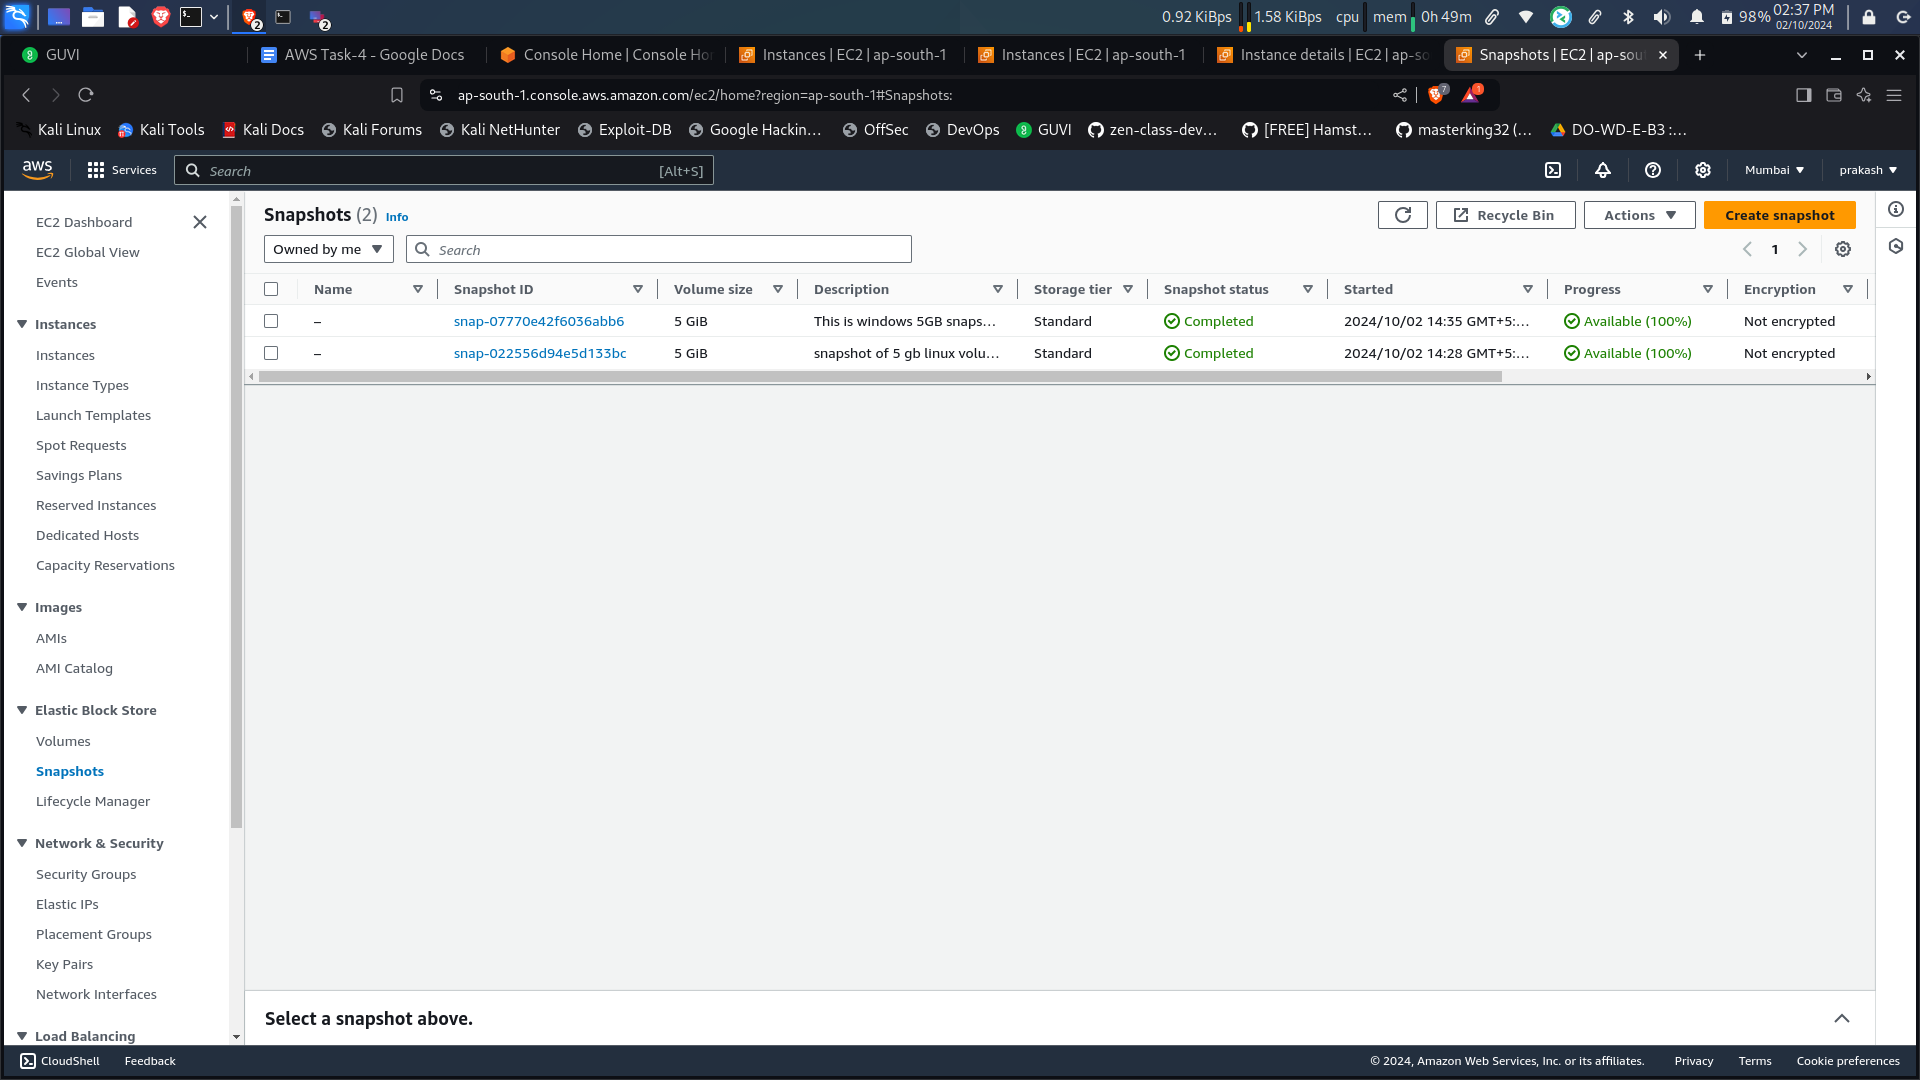 0.92 KiBps 1.58 KiBps cpu mem 0h 49m 98% 02:37 PM
02/10/2024
2 2
GUVI
AWS Task-4 - Google Docs
Console Home | Console Ho
Instances | EC2 | ap-south-1
Instances | EC2 | ap-south-1
Instance details | EC2 | ap-so
Snapshots | EC2 | ap-sou
ap-south-1.console.aws.amazon.com/ec2/home?region=ap-south-1#Snapshots:
7 1
Kali Linux Kali Tools Kali Docs Kali Forums Kali NetHunter Exploit-DB Google Hackin... OffSec DevOps GUVI zen-class-dev... [FREE] Hamst... masterking32 (... DO-WD-E-B3 :...
aws Services Search [Alt+S] Mumbai prakash
EC2 Dashboard
EC2 Global View
Events
Instances
Instances
Instance Types
Launch Templates
Spot Requests
Savings Plans
Reserved Instances
Dedicated Hosts
Capacity Reservations
Images
AMIs
AMI Catalog
Elastic Block Store
Volumes
Snapshots
Lifecycle Manager
Network & Security
Security Groups
Elastic IPs
Placement Groups
Key Pairs
Network Interfaces
Load Balancing
Snapshots (2) Info
Recycle Bin Actions Create snapshot
Owned by me Search 1
Name Snapshot ID Volume size Description Storage tier Snapshot status Started Progress Encryption
– snap-07770e42f6036abb6 5 GiB This is windows 5GB snaps... Standard Completed 2024/10/02 14:35 GMT+5:... Available (100%) Not encrypted
– snap-022556d94e5d133bc 5 GiB snapshot of 5 gb linux volu... Standard Completed 2024/10/02 14:28 GMT+5:... Available (100%) Not encrypted
Select a snapshot above.
CloudShell Feedback © 2024, Amazon Web Services, Inc. or its affiliates. Privacy Terms Cookie preferences